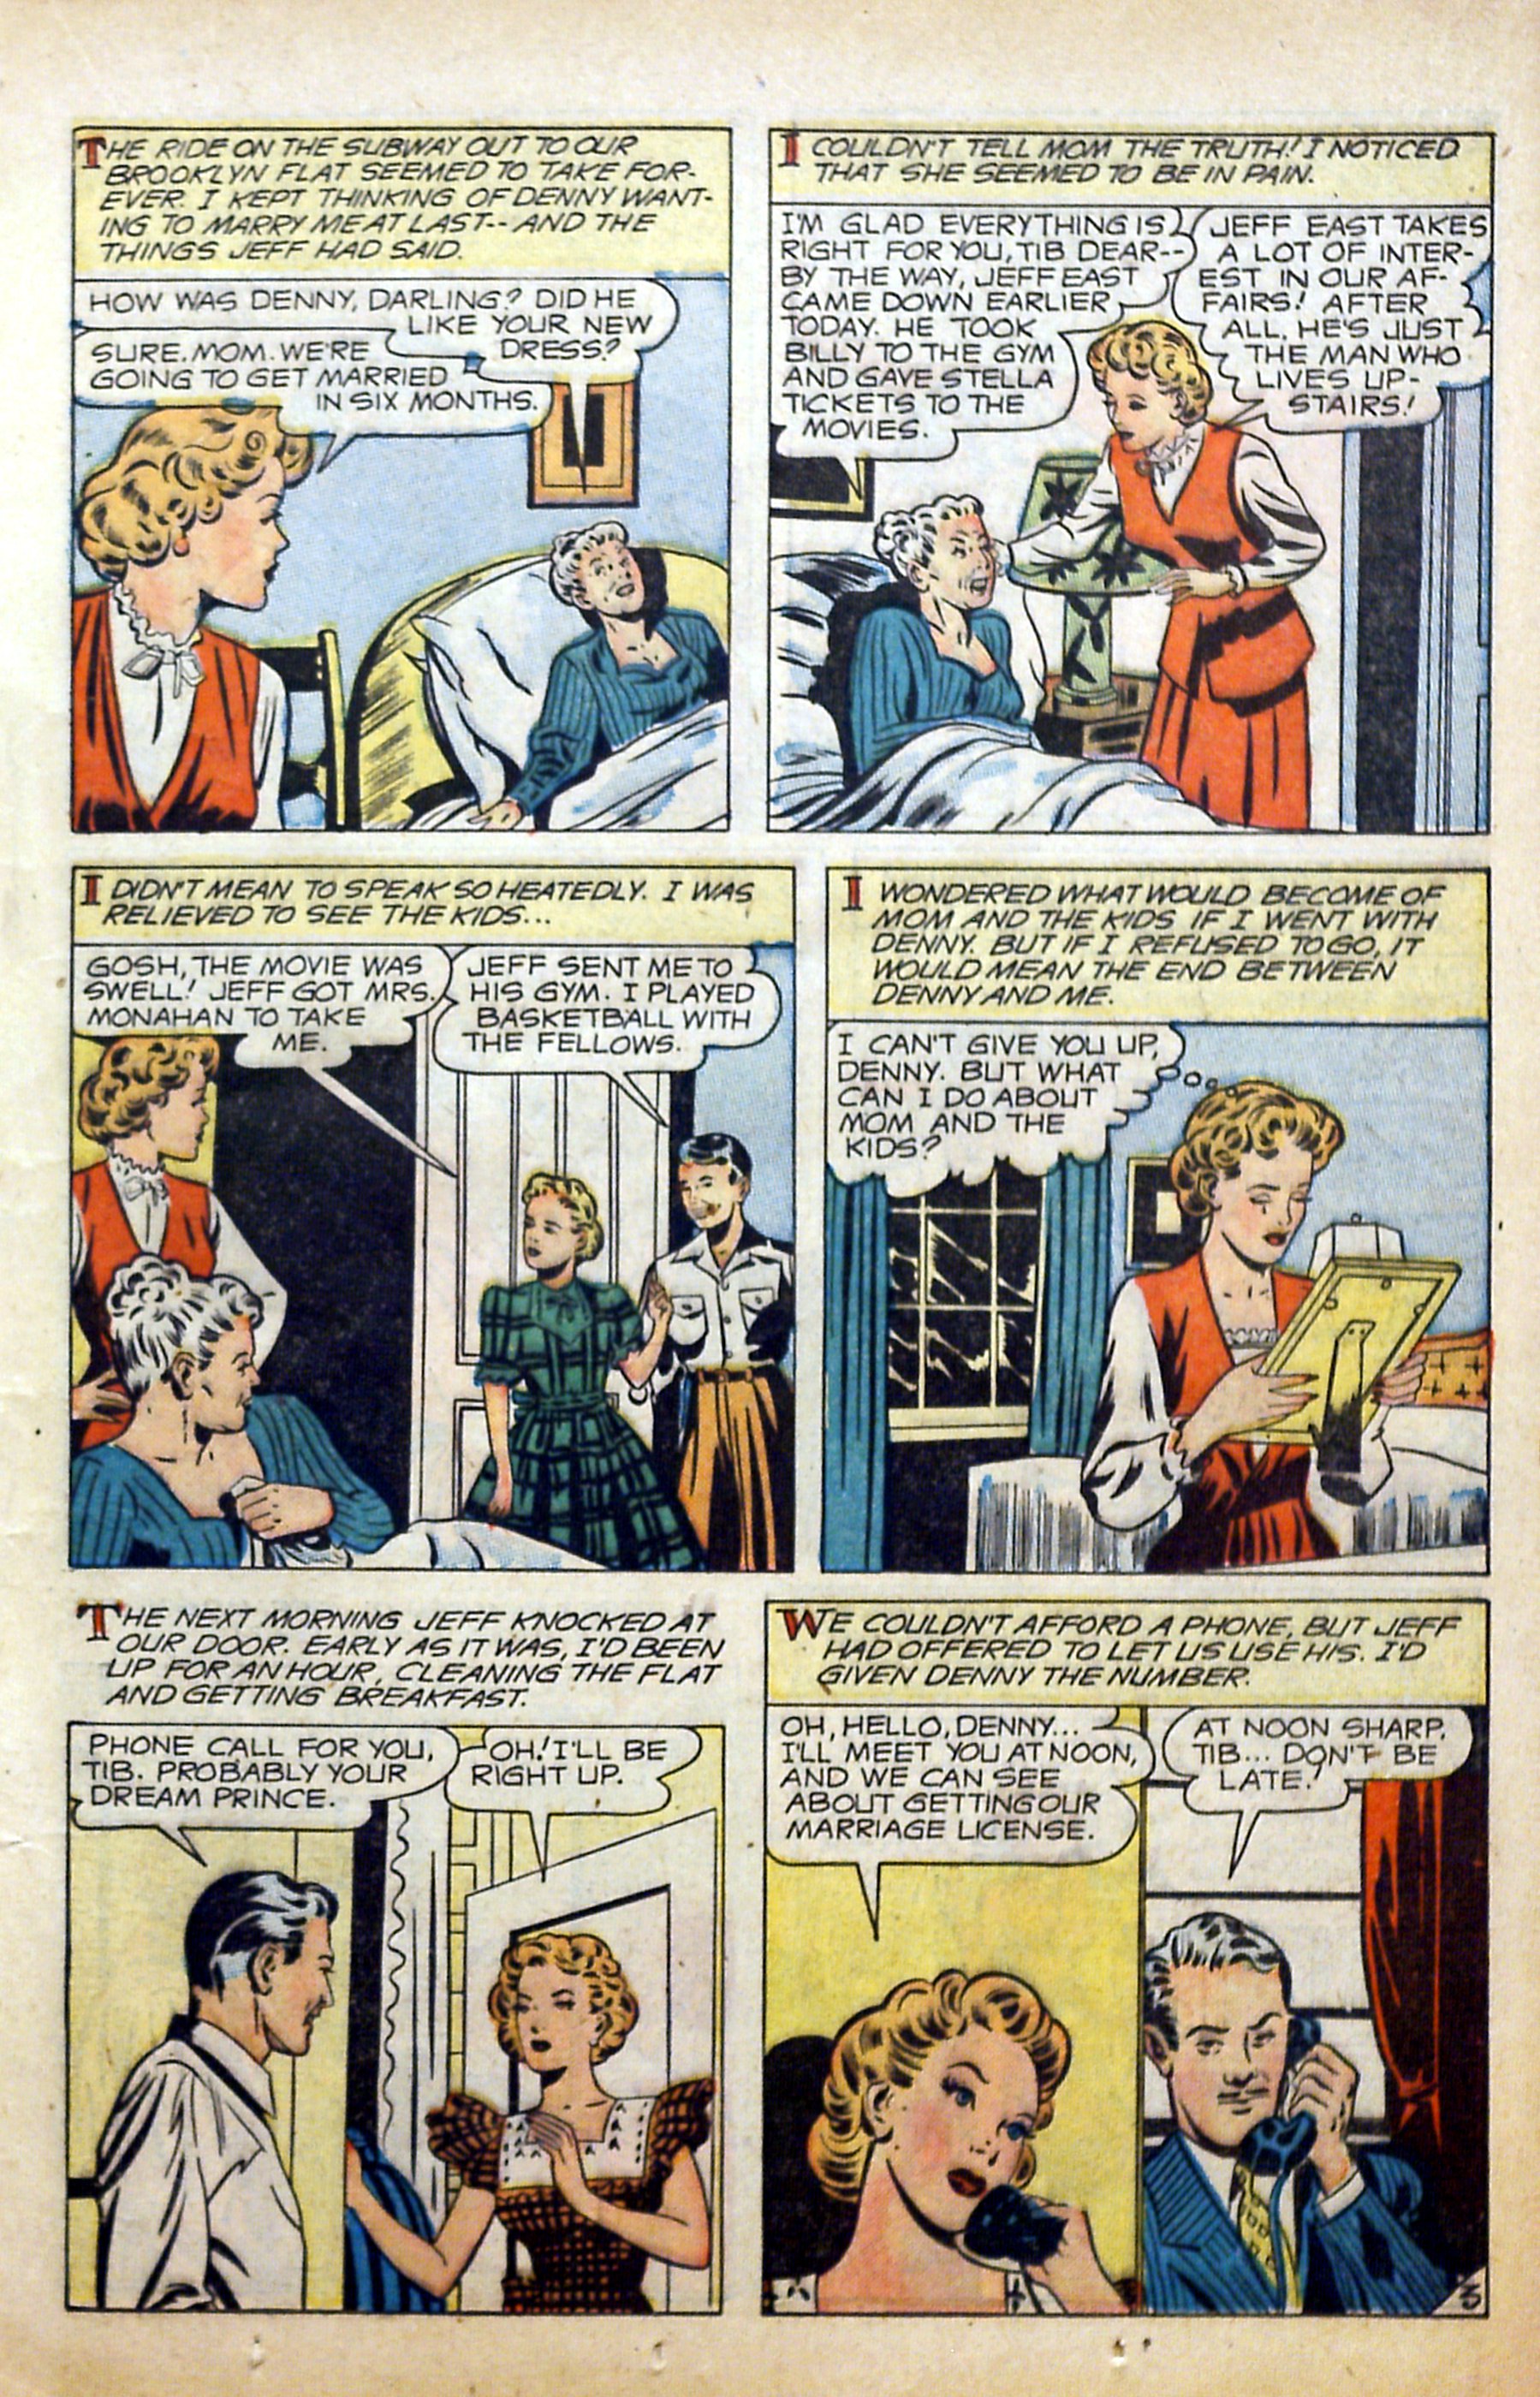 THE RIDE ON THE SUBWAY OUT TO OUR
BROOKLYN FLAT SEEMED TO TAKE FOR-
EVER. I KEPT THINKING OF DENNY WANT-
ING TO MARRY ME AT LAST-- AND THE
THINGS JEFF HAD SAID.
HOW WAS DENNY, DARLING? DID HE
LIKE YOUR NEW
DRESS?
SURE, MOM. WE'RE
GOING TO GET MARRIED
IN SIX MONTHS.
I COULDN'T TELL MOM THE TRUTH! I NOTICED
THAT SHE SEEMED TO BE IN PAIN.
I'M GLAD EVERYTHING IS
RIGHT FOR YOU, TIB DEAR--
BY THE WAY, JEFF EAST
CAME DOWN EARLIER
TODAY. HE TOOK
BILLY TO THE GYM
AND GAVE STELLA
TICKETS TO THE
MOVIES.
JEFF EAST TAKES
A LOT OF INTER-
EST IN OUR AF-
FAIRS! AFTER
ALL, HE'S JUST
THE MAN WHO
LIVES UP-
STAIRS!
I DIDN'T MEAN TO SPEAK SO HEATEDLY. I WAS
RELIEVED TO SEE THE KIDS...
GOSH, THE MOVIE WAS
SWELL! JEFF GOT MRS.
MONAHAN TO TAKE
ME.
JEFF SENT ME TO
HIS GYM. I PLAYED
BASKETBALL WITH
THE FELLOWS.
I WONDERED WHAT WOULD BECOME OF
MOM AND THE KIDS IF I WENT WITH
DENNY. BUT IF I REFUSED TO GO, IT
WOULD MEAN THE END BETWEEN
DENNY AND ME.
I CAN'T GIVE YOU UP,
DENNY. BUT WHAT
CAN I DO ABOUT
MOM AND THE
KIDS?
THE NEXT MORNING JEFF KNOCKED AT
OUR DOOR. EARLY AS IT WAS, I'D BEEN
UP FOR AN HOUR, CLEANING THE FLAT
AND GETTING BREAKFAST.
PHONE CALL FOR YOU,
TIB. PROBABLY YOUR
DREAM PRINCE.
OH! I'LL BE
RIGHT UP.
WE COULDN'T AFFORD A PHONE, BUT JEFF
HAD OFFERED TO LET US USE HIS. I'D
GIVEN DENNY THE NUMBER.
OH, HELLO, DENNY...
I'LL MEET YOU AT NOON,
AND WE CAN SEE
ABOUT GETTING OUR
MARRIAGE LICENSE.
AT NOON SHARP,
TIB... DON'T BE
LATE!
3